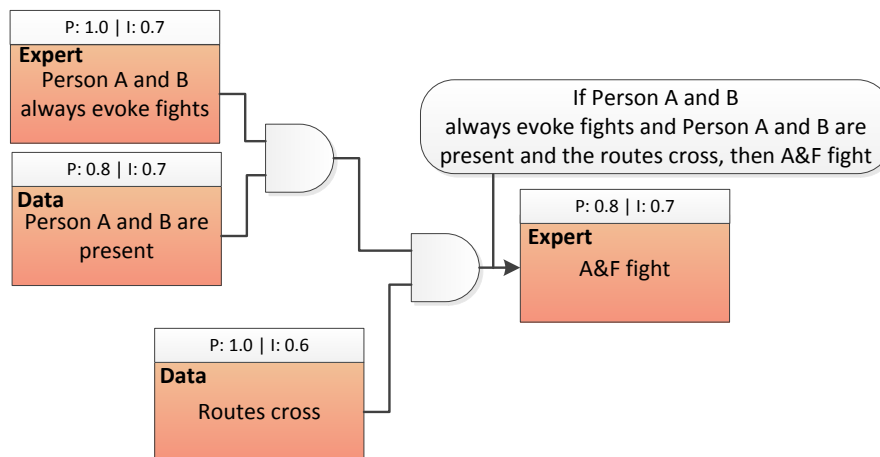 P: 1.0 | I: 0.7
Expert
Person A and B
always evoke fights
P: 0.8 | I: 0.7
Data
Person A and B are
present
P: 1.0 | I: 0.6
Data
Routes cross
If Person A and B
always evoke fights and Person A and B are
present and the routes cross, then A&F fight
P: 0.8 | I: 0.7
Expert
A&F fight